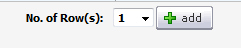 No. of Row(s): 1 add